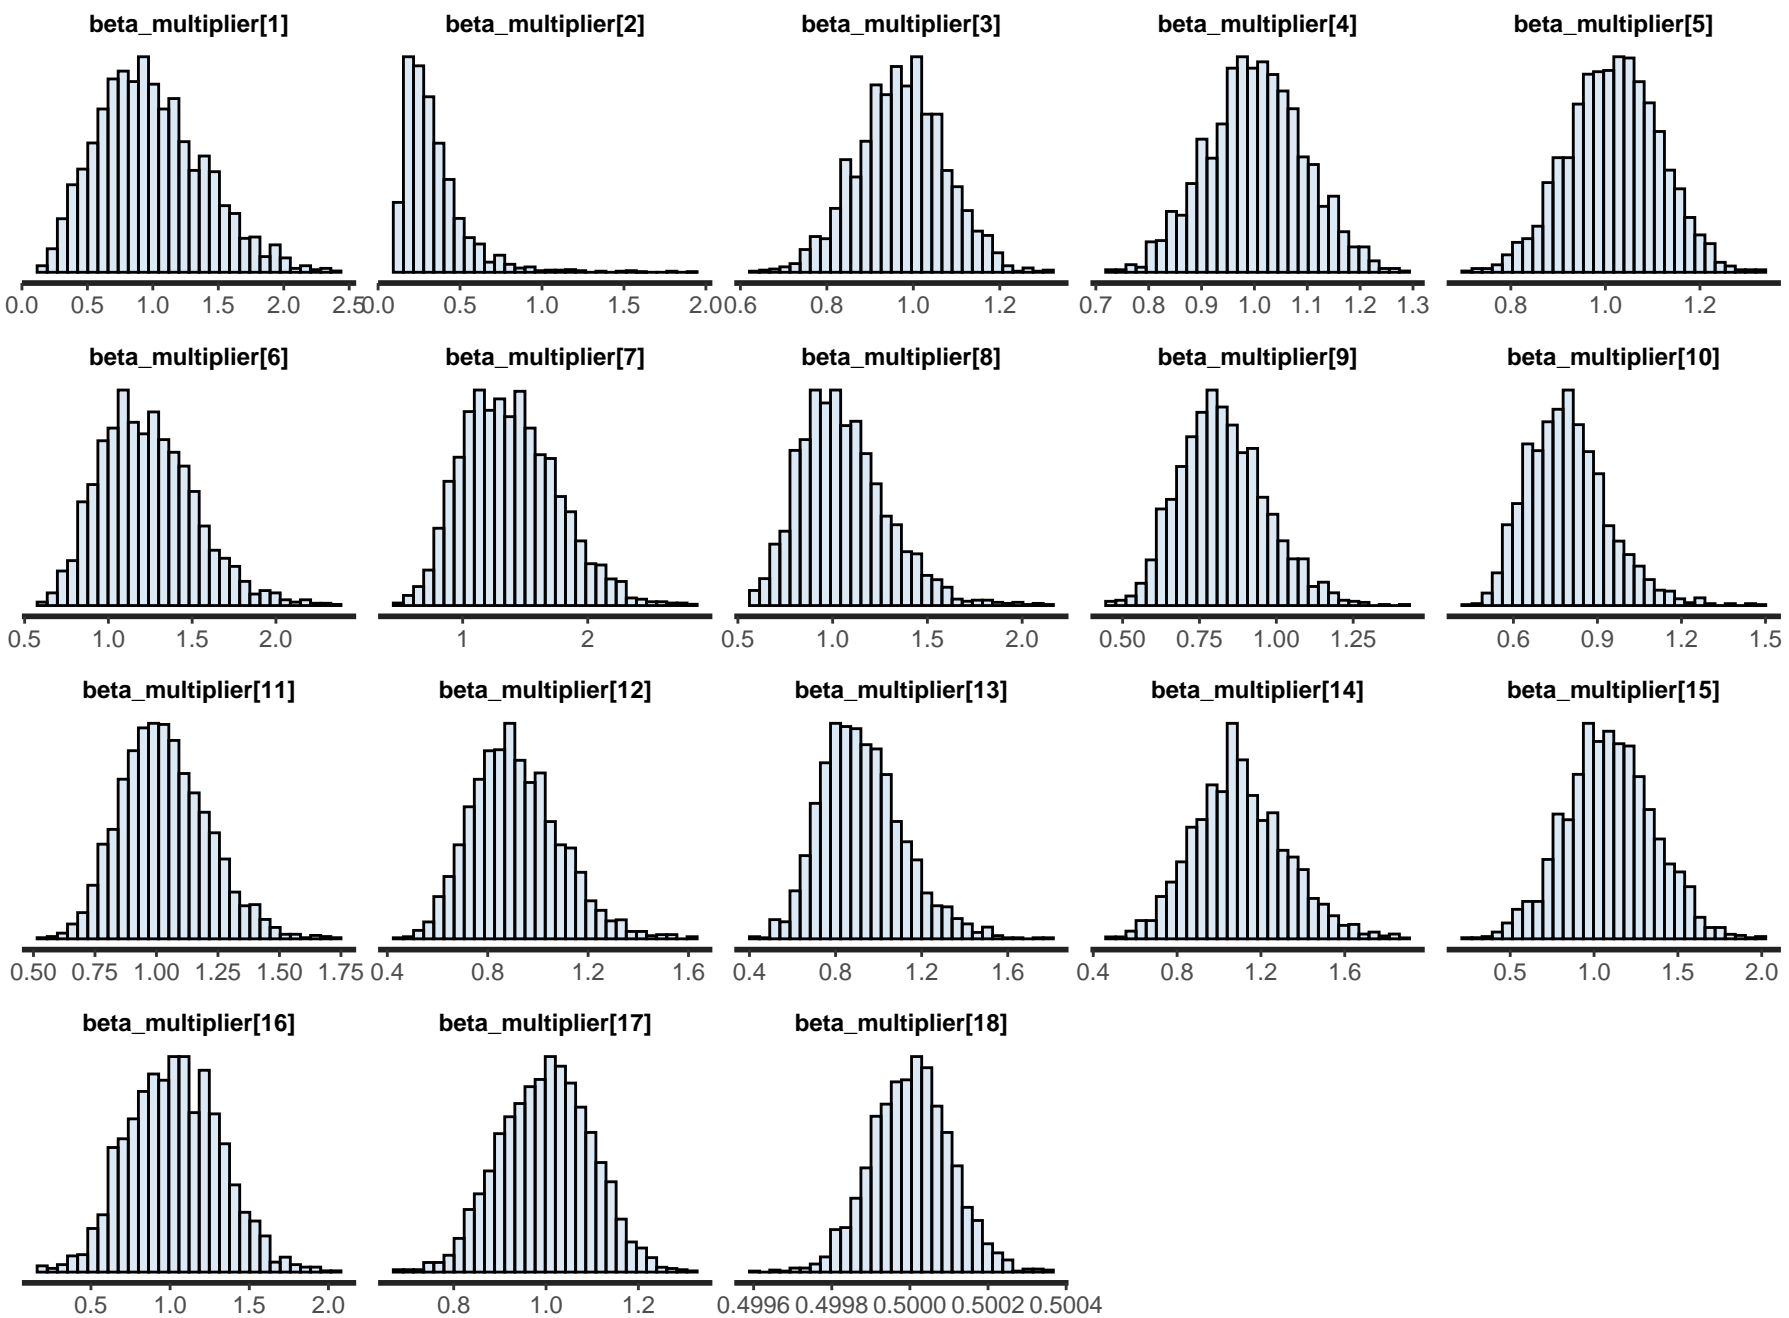 beta_multiplier[1] beta_multiplier[2] beta_multiplier[3] beta_multiplier[4] beta_multiplier[5]
0.0 0.5 1.0 1.5 2.0 2.5 0.0 0.5 1.0 1.5 2.0 0.6 0.8 1.0 1.2 0.7 0.8 0.9 1.0 1.1 1.2 1.3 0.8 1.0 1.2
beta_multiplier[6] beta_multiplier[7] beta_multiplier[8] beta_multiplier[9] beta_multiplier[10]
0.5 1.0 1.5 2.0 1 2 0.5 1.0 1.5 2.0 0.50 0.75 1.00 1.25 0.6 0.9 1.2 1.5
beta_multiplier[11] beta_multiplier[12] beta_multiplier[13] beta_multiplier[14] beta_multiplier[15]
0.50 0.75 1.00 1.25 1.50 1.75 0.4 0.8 1.2 1.6 0.4 0.8 1.2 1.6 0.4 0.8 1.2 1.6 0.5 1.0 1.5 2.0
beta_multiplier[16] beta_multiplier[17] beta_multiplier[18]
0.5 1.0 1.5 2.0 0.8 1.0 1.2 0.4996 0.4998 0.5000 0.5002 0.5004